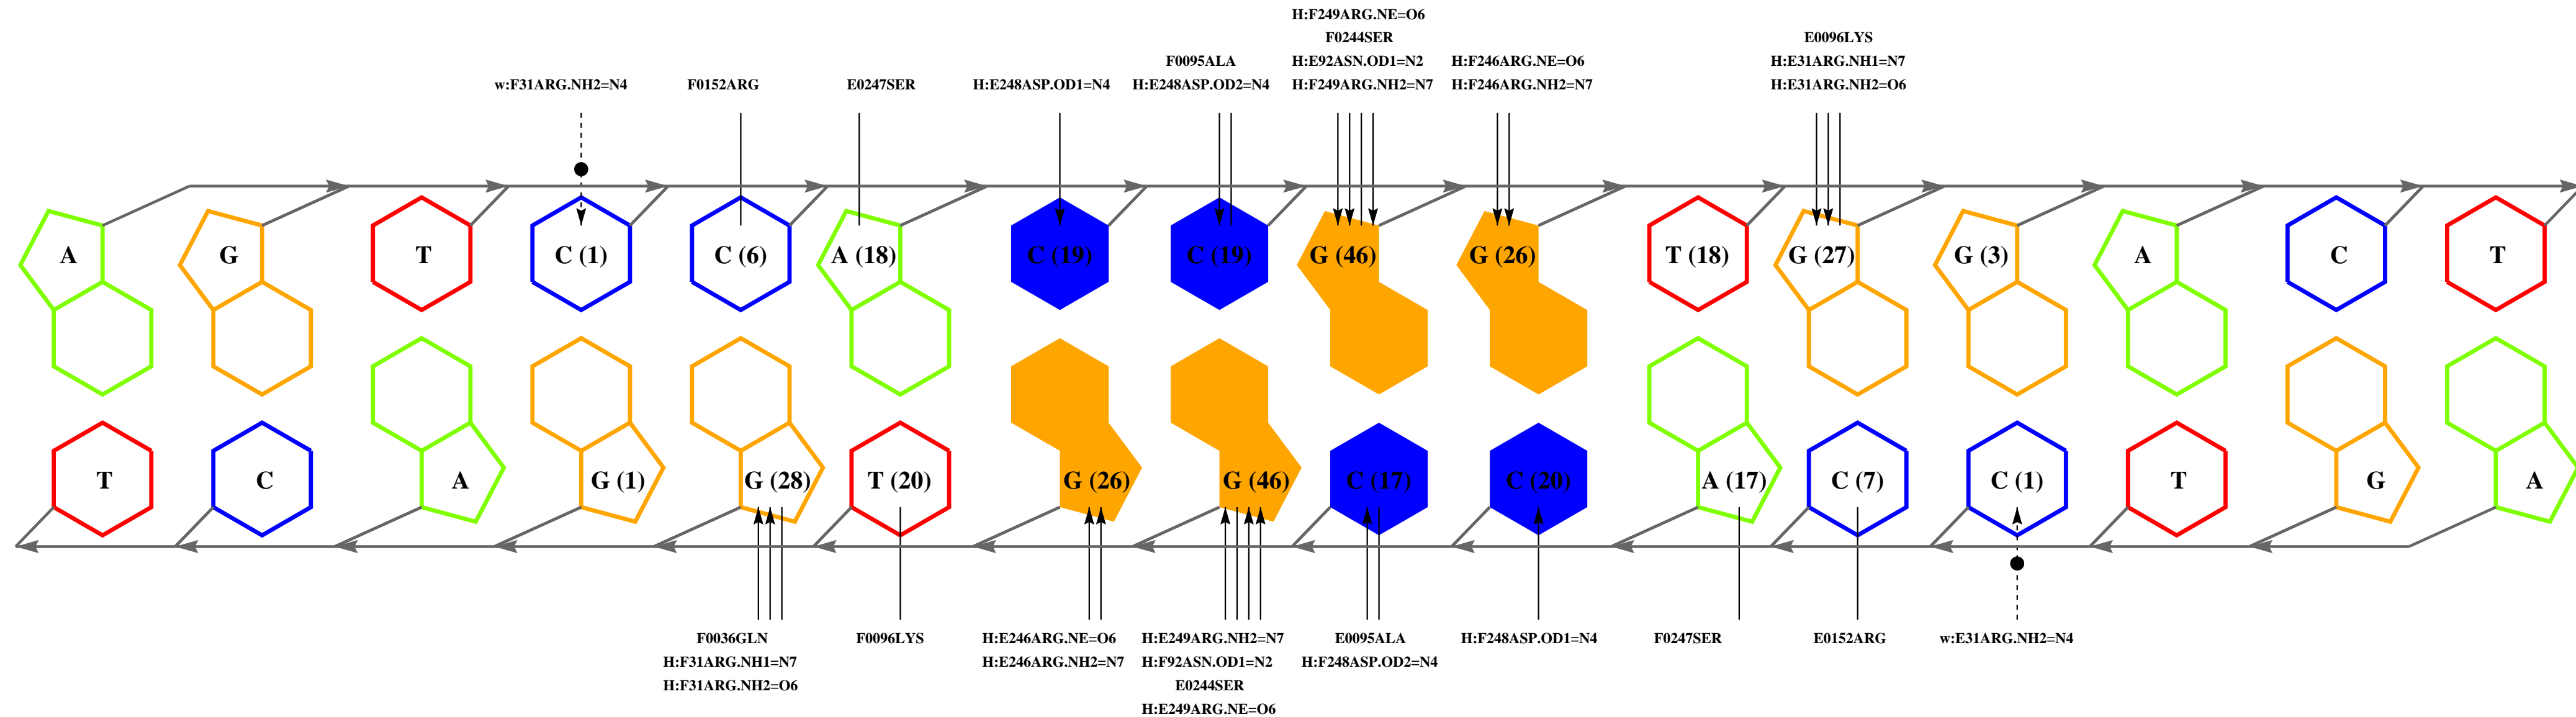 H:F249ARG.NE=O6
F0244SER
E0096LYS
F0095ALA
H:E92ASN.OD1=N2
H:F246ARG.NE=O6
H:E31ARG.NH1=N7
w:F31ARG.NH2=N4
F0152ARG
E0247SER
H:E248ASP.OD1=N4
H:E248ASP.OD2=N4
H:F249ARG.NH2=N7
H:F246ARG.NH2=N7
H:E31ARG.NH2=O6
A G T C (1) C (6) A (18) C (19) C (19) G (46) G (26) T (18) G (27) G (3) A C T
T C A G (1) G (28) T (20) G (26) G (46) C (17) C (20) A (17) C (7) C (1) T G A
F0036GLN
F0096LYS
H:E246ARG.NE=O6
H:E249ARG.NH2=N7
E0095ALA
H:F248ASP.OD1=N4
F0247SER
E0152ARG
w:E31ARG.NH2=N4
H:F31ARG.NH1=N7
H:E246ARG.NH2=N7
H:F92ASN.OD1=N2
H:F248ASP.OD2=N4
H:F31ARG.NH2=O6
E0244SER
H:E249ARG.NE=O6